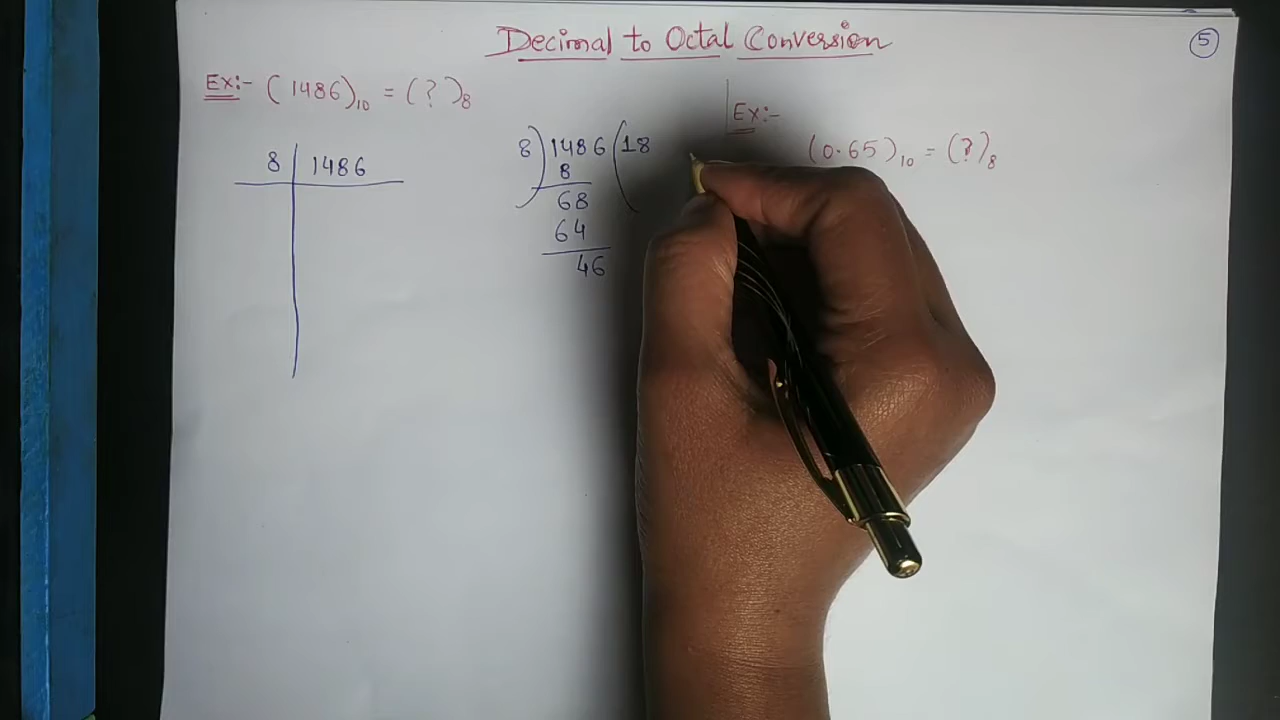 Decimal to Octal Conversion
5
Ex:- (1486)10 = (?)8
8 | 1486
8 ) 1486 ( 18
8
68
64
46
Ex:-
(0.65)10 = (?)8